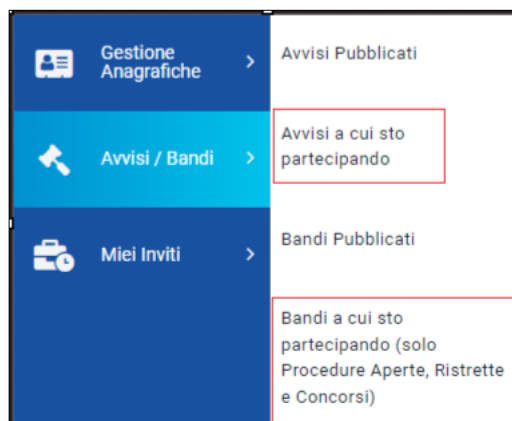 Gestione
Anagrafiche
Avvisi / Bandi
Miei Inviti
Avvisi Pubblicati
Avvisi a cui sto
partecipando
Bandi Pubblicati
Bandi a cui sto
partecipando (solo
Procedure Aperte, Ristrette
e Concorsi)